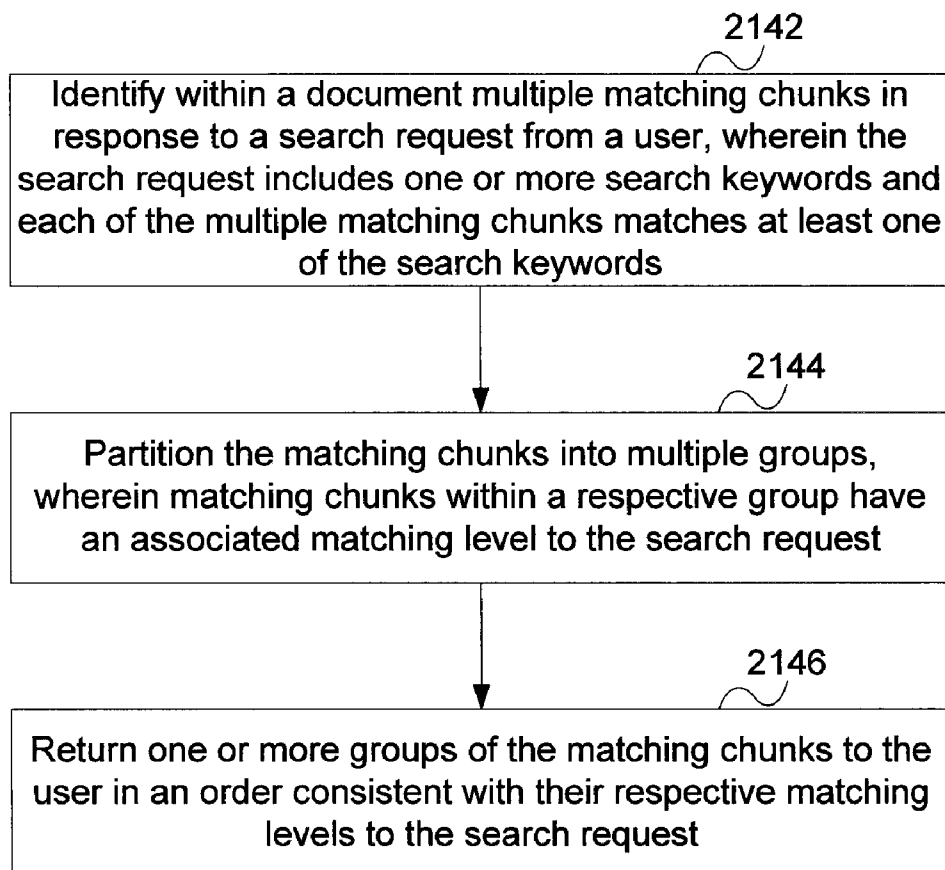 2142
Identify within a document multiple matching chunks in
response to a search request from a user, wherein the
search request includes one or more search keywords and
each of the multiple matching chunks matches at least one
of the search keywords
2144
Partition the matching chunks into multiple groups,
wherein matching chunks within a respective group have
an associated matching level to the search request
2146
Return one or more groups of the matching chunks to the
user in an order consistent with their respective matching
levels to the search request